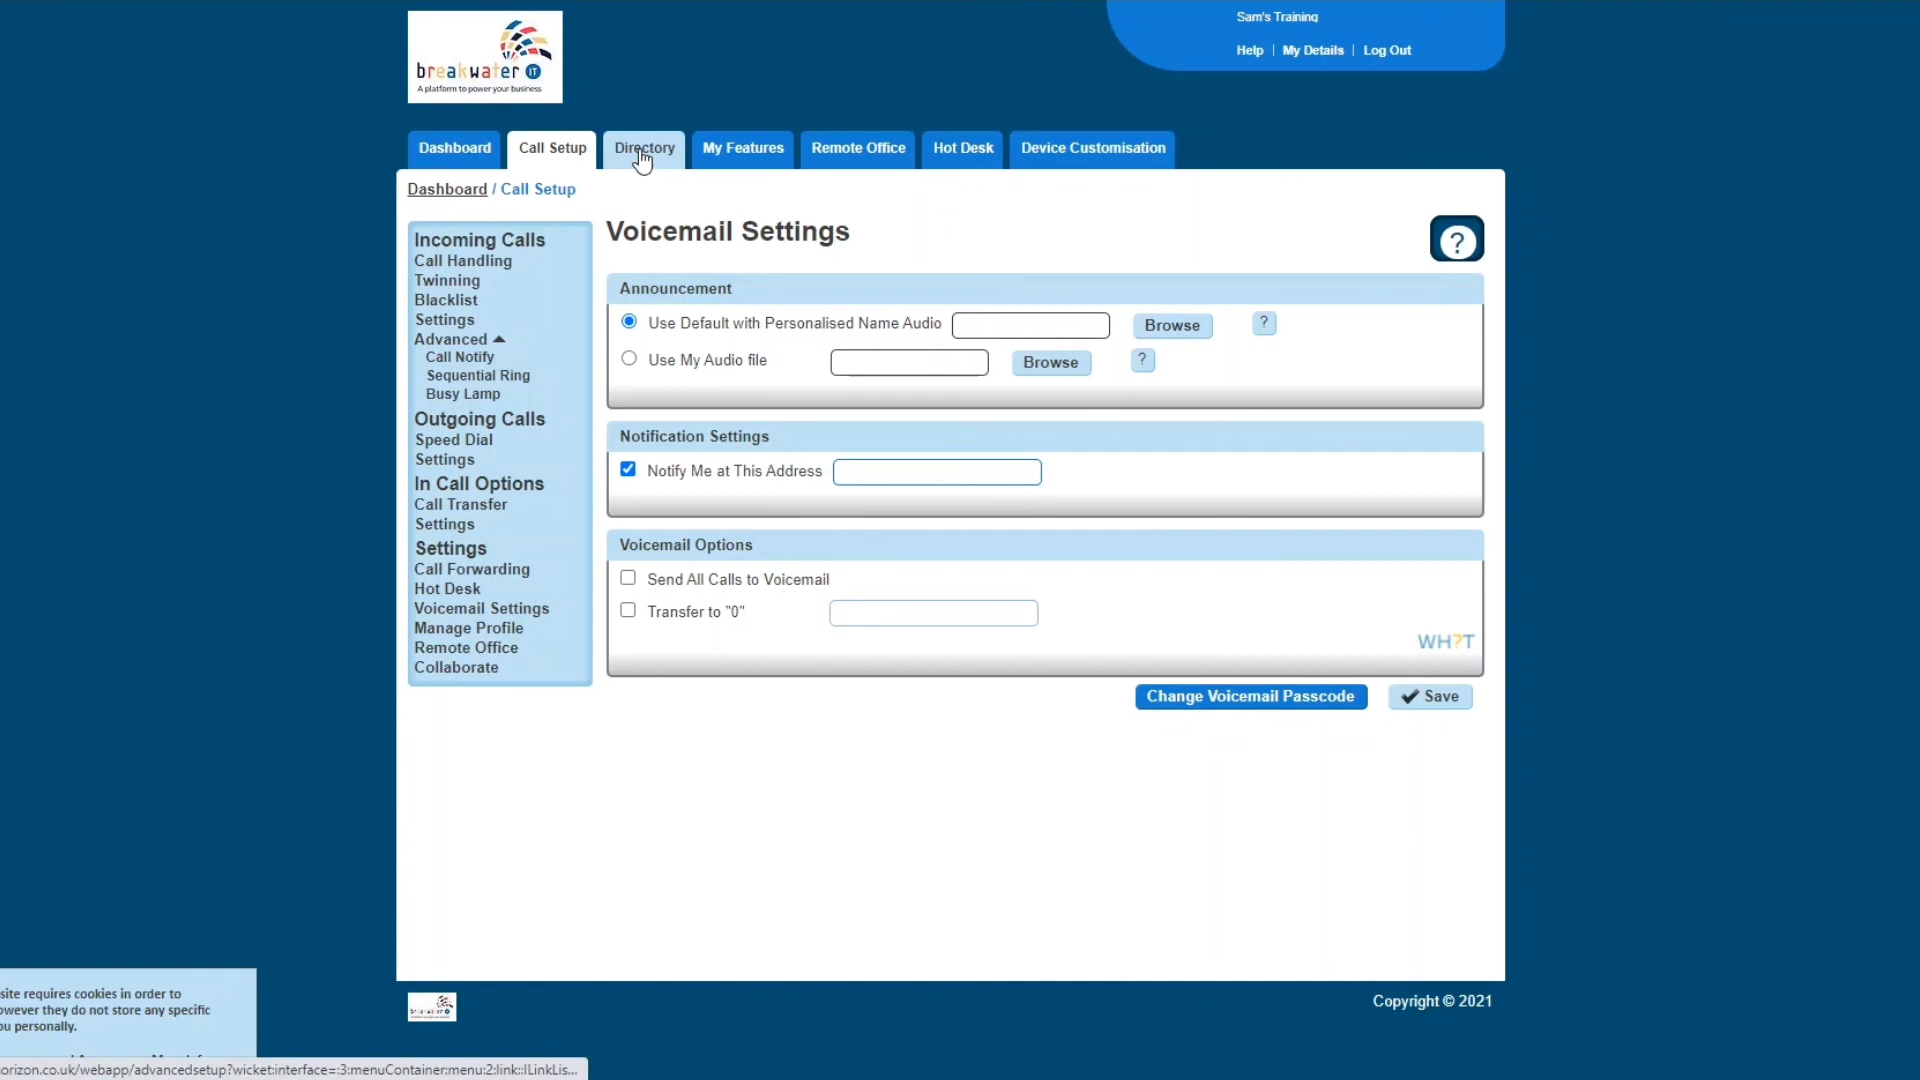 breakwater IT
A platform to power your business
Sam's Training
Help | My Details | Log Out
Dashboard
Call Setup
Directory
My Features
Remote Office
Hot Desk
Device Customisation
Dashboard / Call Setup
Incoming Calls
Call Handling
Twinning
Blacklist
Settings
Advanced
Call Notify
Sequential Ring
Busy Lamp
Outgoing Calls
Speed Dial
Settings
In Call Options
Call Transfer
Settings
Settings
Call Forwarding
Hot Desk
Voicemail Settings
Manage Profile
Remote Office
Collaborate
Voicemail Settings
?
Announcement
Use Default with Personalised Name Audio Browse ?
Use My Audio file Browse ?
Notification Settings
Notify Me at This Address
Voicemail Options
Send All Calls to Voicemail
Transfer to "0"
WH?T
Change Voicemail Passcode
Save
site requires cookies in order to
owever they do not store any specific
ou personally.
breakwater
Copyright © 2021
orizon.co.uk/webapp/advancedsetup?wicket:interface=:3:menuContainer:menu:2:link::ILinkLis...